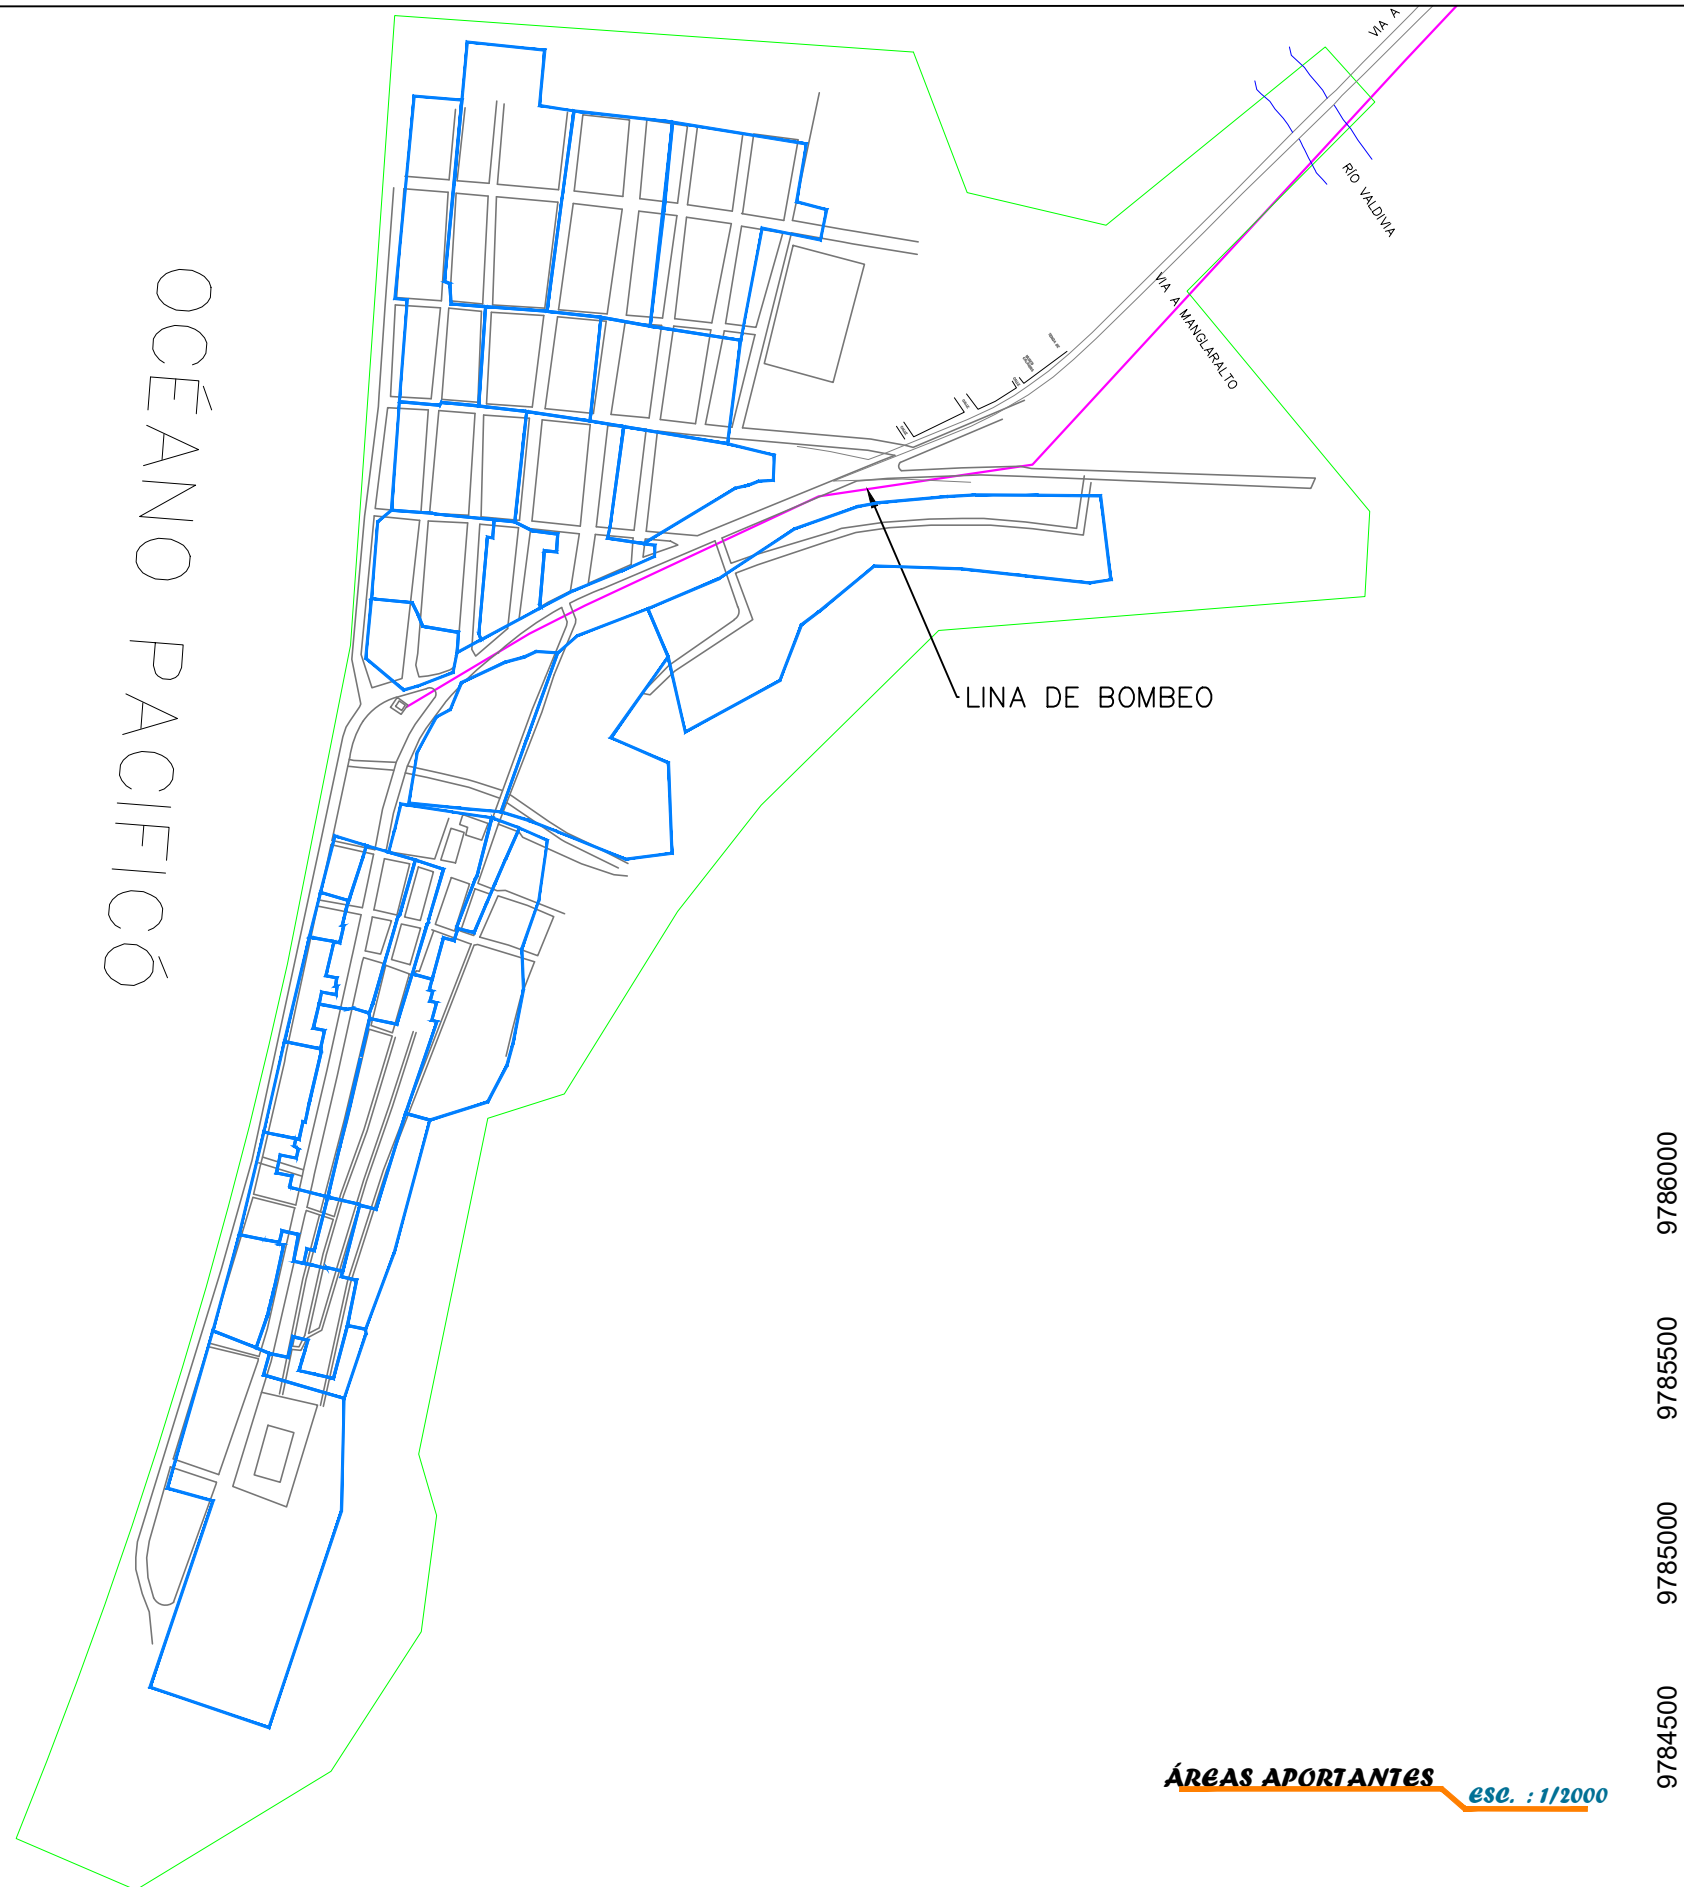 VIA A
RÍO VALDIVIA
VIA A MANGLARALTO
OCÉANO PACIFICÓ
LINA DE BOMBEO
9786000
9785500
9785000
9784500
ÁREAS APORTANTES
ESC. : 1/2000